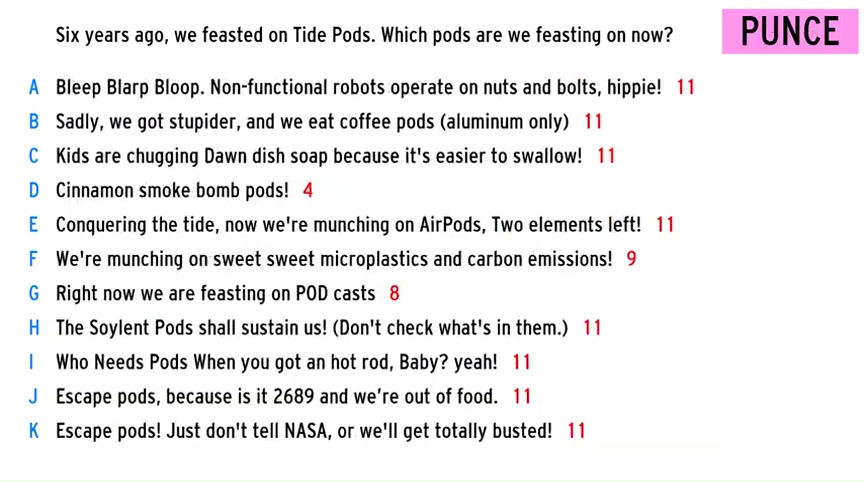 Six years ago, we feasted on Tide Pods. Which pods are we feasting on now?
PUNCE
A Bleep Blarp Bloop. Non-functional robots operate on nuts and bolts, hippie! 11
B Sadly, we got stupider, and we eat coffee pods (aluminum only) 11
C Kids are chugging Dawn dish soap because it's easier to swallow! 11
D Cinnamon smoke bomb pods! 4
E Conquering the tide, now we're munching on AirPods, Two elements left! 11
F We're munching on sweet sweet microplastics and carbon emissions! 9
G Right now we are feasting on POD casts 8
H The Soylent Pods shall sustain us! (Don't check what's in them.) 11
I Who Needs Pods When you got an hot rod, Baby? yeah! 11
J Escape pods, because is it 2689 and we're out of food. 11
K Escape pods! Just don't tell NASA, or we'll get totally busted! 11